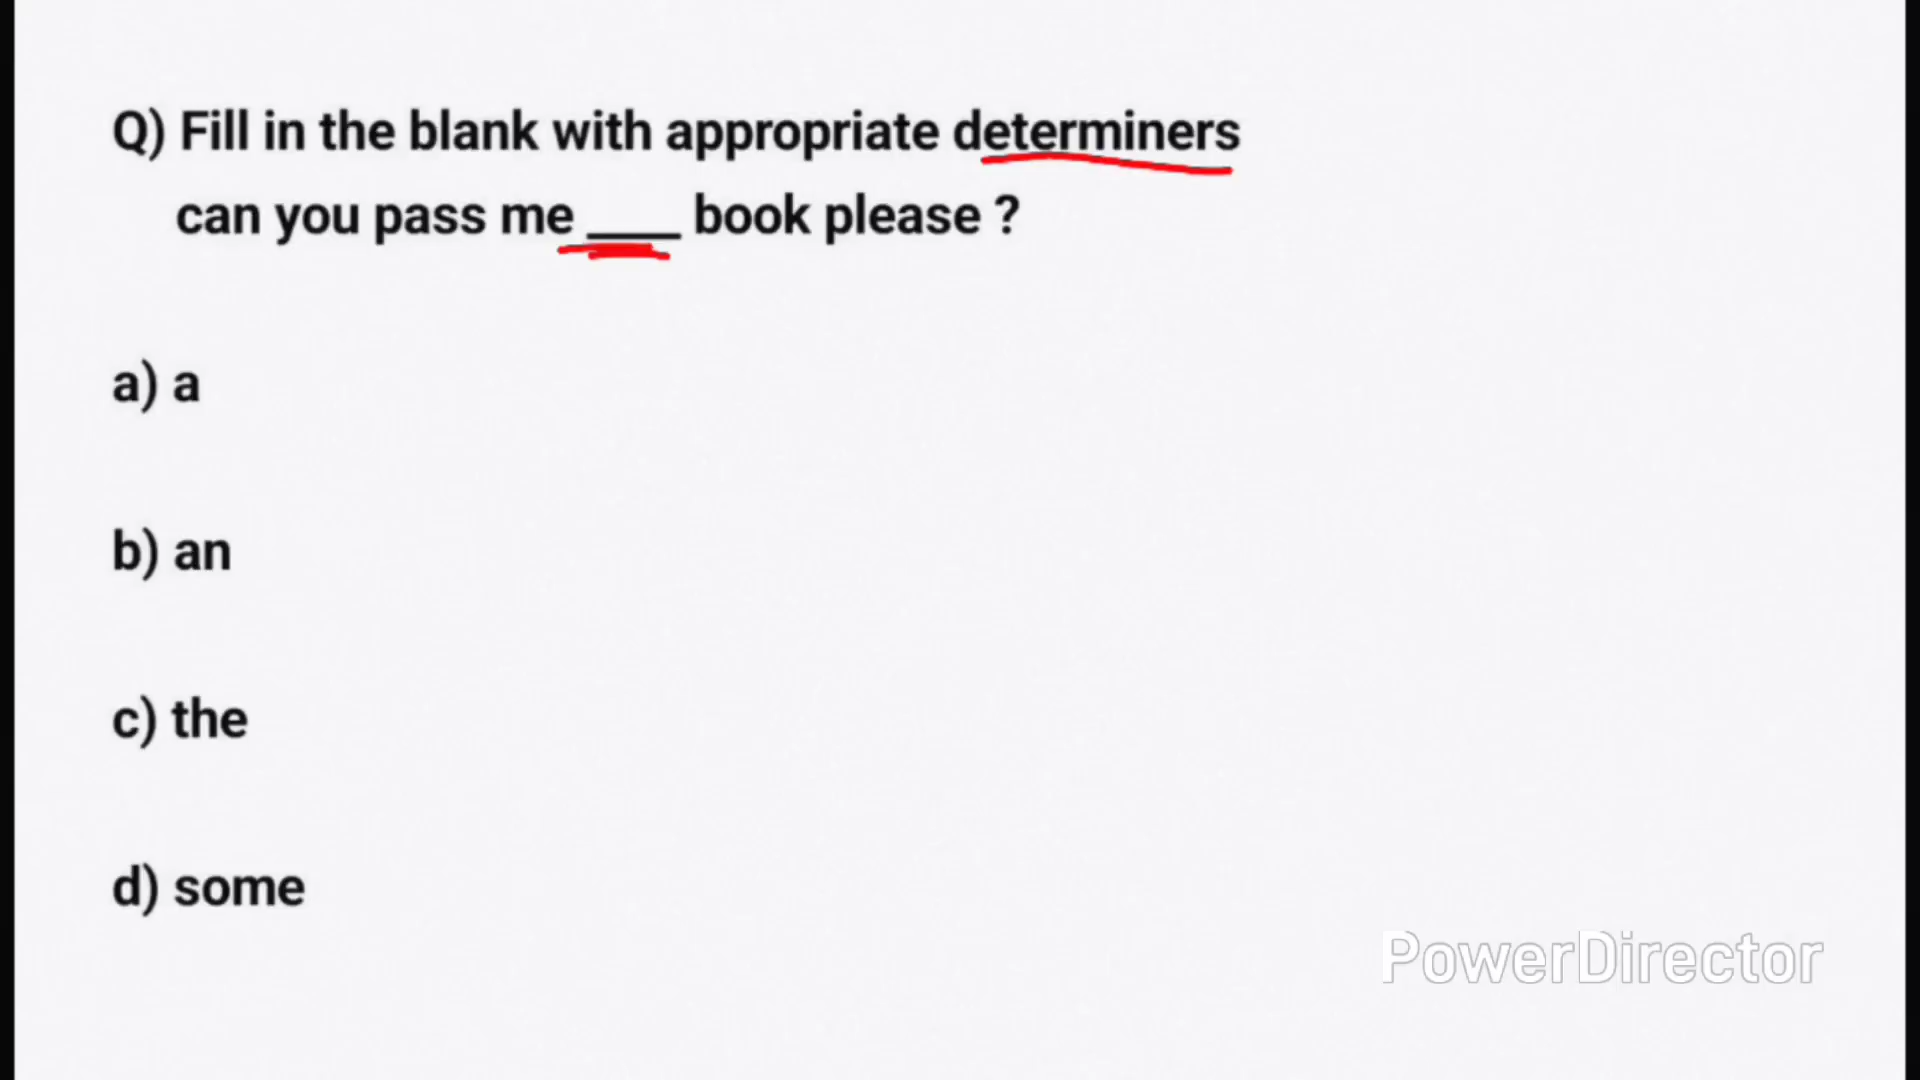 Q) Fill in the blank with appropriate determiners
can you pass me ____ book please ?
a) a
b) an
c) the
d) some
PowerDirector